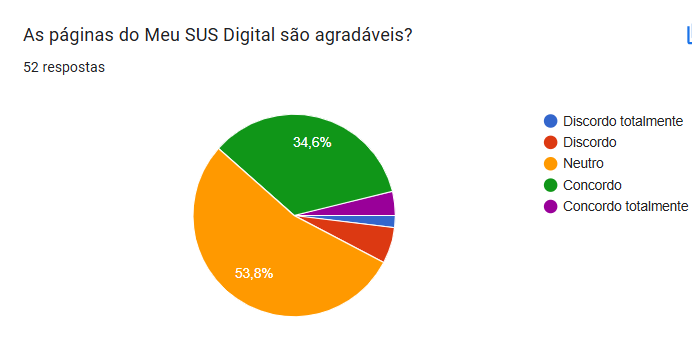 As páginas do Meu SUS Digital são agradáveis?
52 respostas
34,6%
53,8%
Discordo totalmente
Discordo
Neutro
Concordo
Concordo totalmente